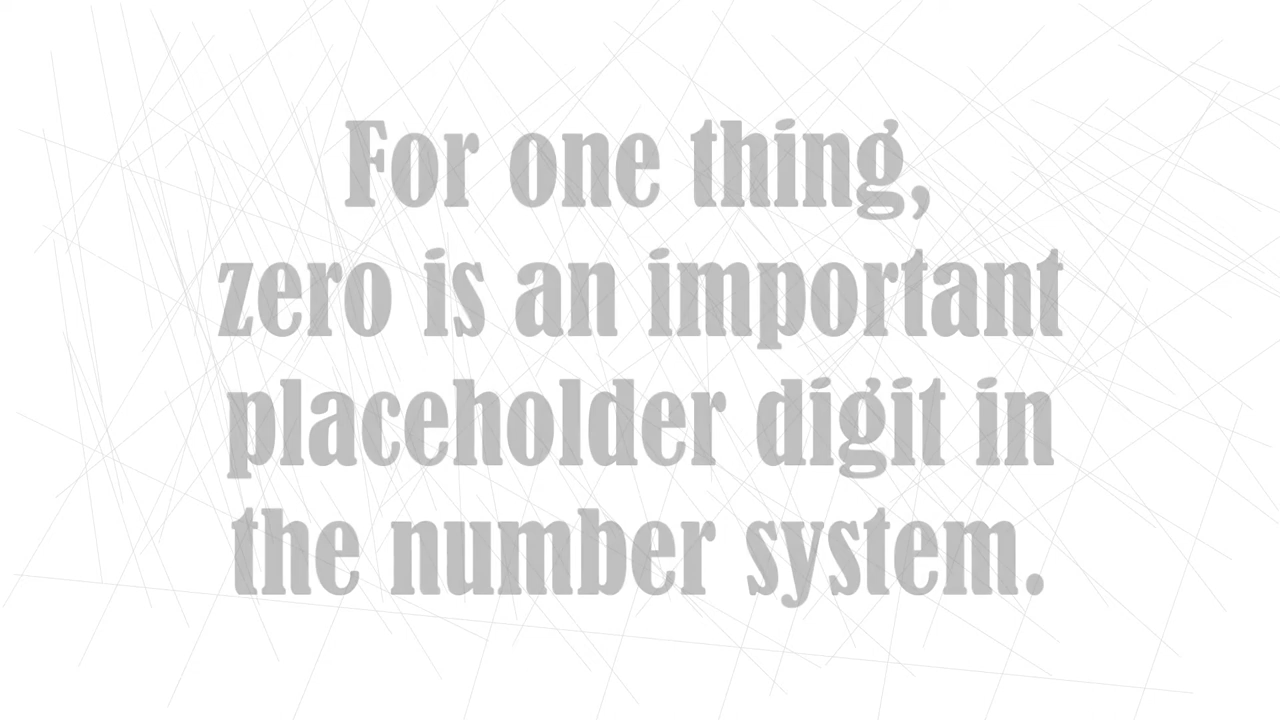 For one thing,
zero is an important
placeholder digit in
the number system.